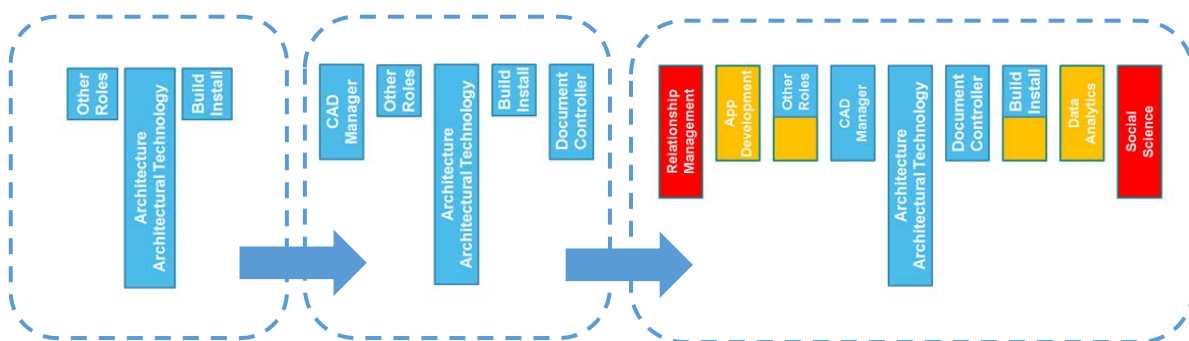 Other
Roles
Architecture
Architectural Technology
Build
Install
CAD
Manager
Other
Roles
Architecture
Architectural Technology
Build
Install
Document
Controller
Relationship
Management
App
Development
Other
Roles
CAD
Manager
Architecture
Architectural Technology
Document
Controller
Build
Install
Data
Analytics
Social
Science